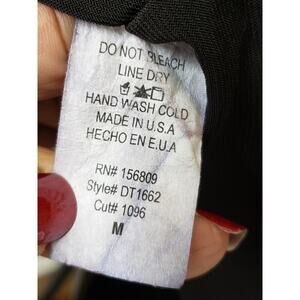 DO NOT BLEACH
LINE DRY
HAND WASH COLD
MADE IN U.S.A
HECHO EN E.U.A
RN# 156809
Style# DT1662
Cut# 1096
M